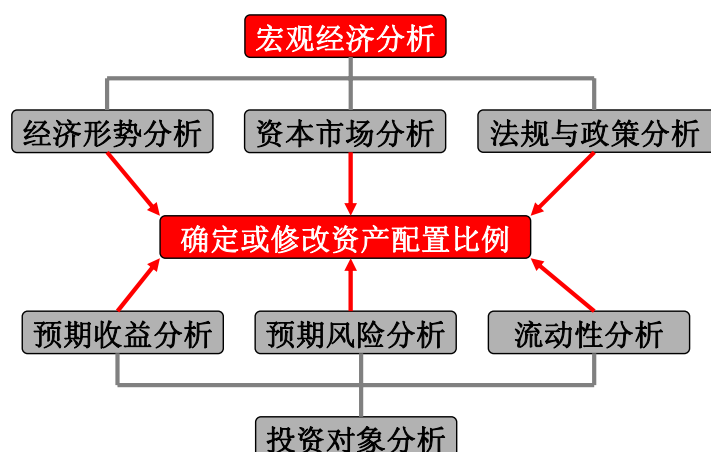 宏观经济分析
经济形势分析
资本市场分析
法规与政策分析
确定或修改资产配置比例
预期收益分析
预期风险分析
流动性分析
投资对象分析